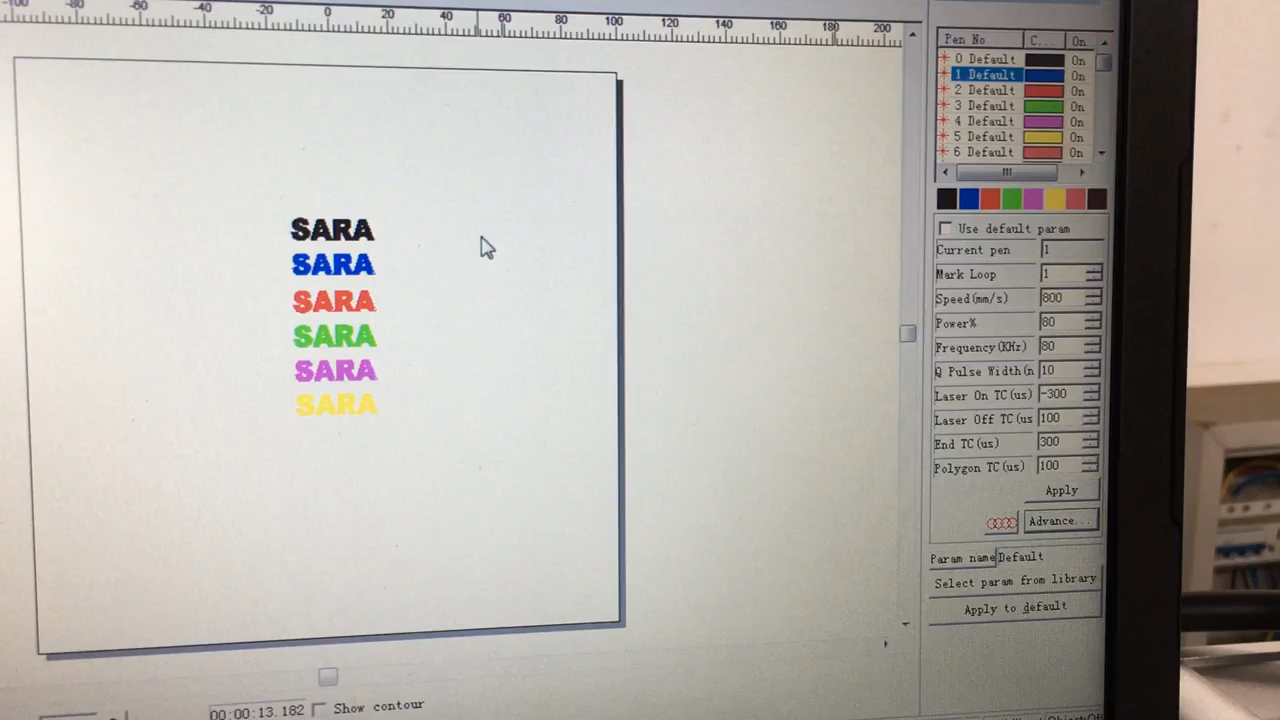 -100 -80 -60 -40 -20 0 20 40 60 80 100 120 140 160 180 200
SARA
SARA
SARA
SARA
SARA
SARA
Pen No C... On.
0 Default On
1 Default On
2 Default On
3 Default On
4 Default On
5 Default On
6 Default On
Use default param
Current pen 1
Mark Loop 1
Speed(mm/s) 800
Power% 80
Frequency(KHz) 80
Q Pulse Width(n 10
Laser On TC(us) -300
Laser Off TC(us 100
End TC(us) 300
Polygon TC(us) 100
Apply
Advance...
Param name Default
Select param from library
Apply to default
00:00:13.182 Show contour